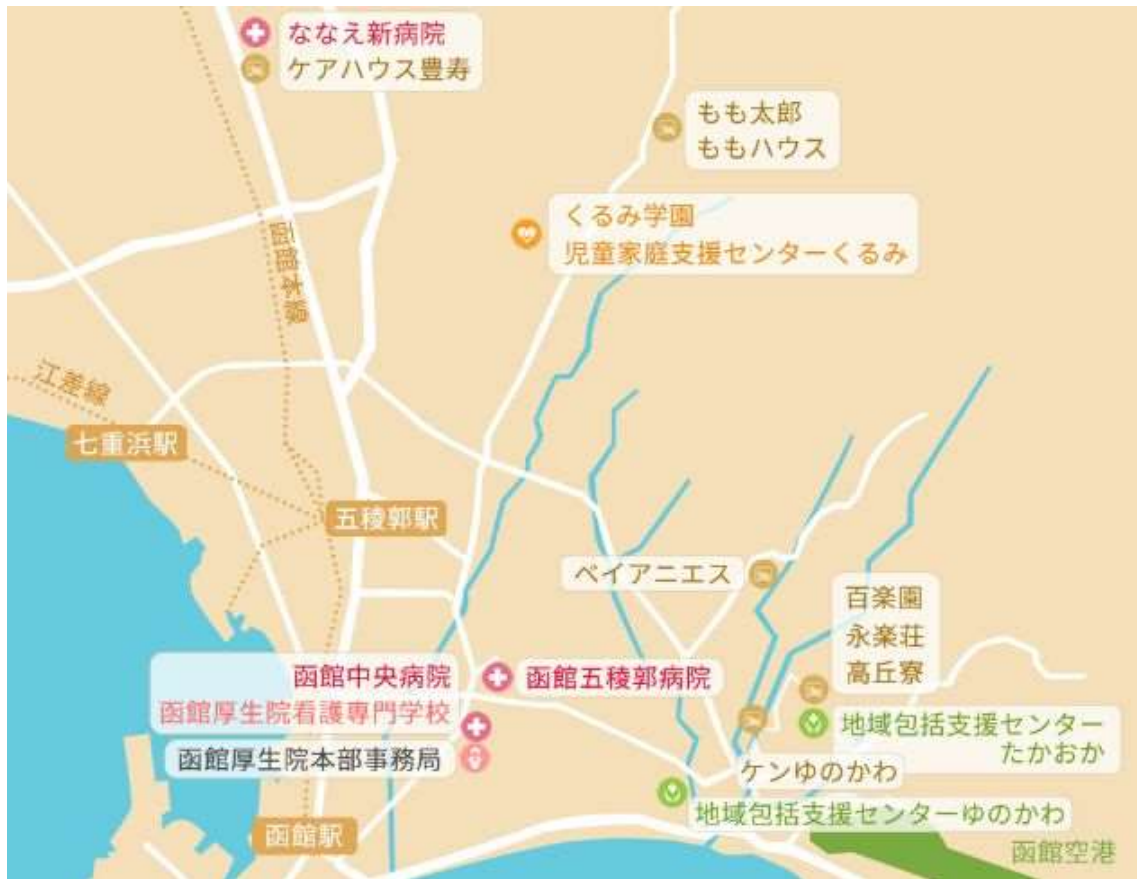 ななえ新病院
ケアハウス豊寿
もも太郎
ももハウス
くるみ学園
児童家庭支援センターくるみ
函館本線
江差線
七重浜駅
五稜郭駅
ベイアニエス
百楽園
永楽荘
高丘寮
函館中央病院
函館五稜郭病院
函館厚生院看護専門学校
函館厚生院本部事務局
地域包括支援センター
たかおか
ケンゆのかわ
地域包括支援センターゆのかわ
函館駅
函館空港